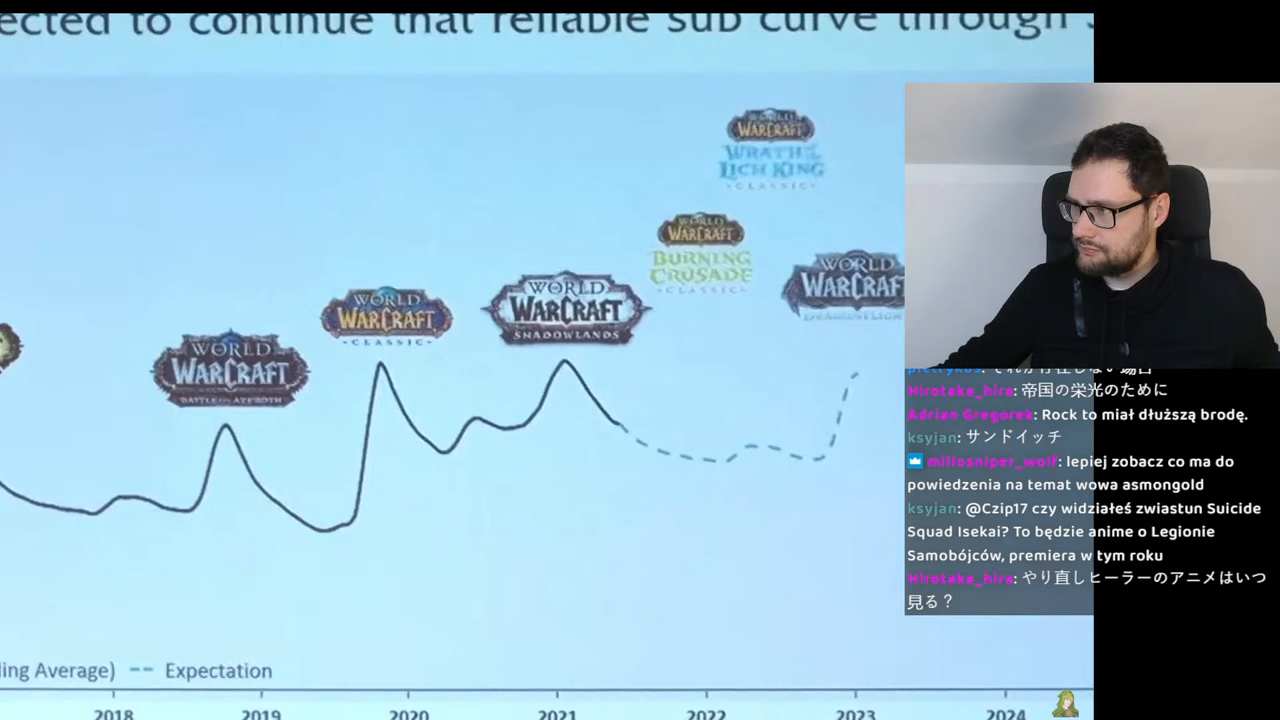 ected to continue that reliable sub curve through
WORLD
WARCRAFT
WRATH OF THE
LICH KING
CLASSIC
WORLD
WARCRAFT
BURNING
CRUSADE
CLASSIC
WORLD
WARCRAF
DRAGONFLIGH
WORLD
WARCRAFT
SHADOWLANDS
WORLD
WARCRAFT
CLASSIC
WORLD
WARCRAFT
BATTLE FOR AZEROTH
Hirotaka_hira: 帝国の栄光のために
Adrian Gregorek: Rock to miał dłuższą brodę.
ksyjan: サンドイッチ
millosniper_wolf: lepiej zobacz co ma do
powiedzenia na temat wowa asmongold
ksyjan: @Czip17 czy widziałeś zwiastun Suicide
Squad Isekai? To będzie anime o Legionie
Samobójców, premiera w tym roku
Hirotaka_hira: やり直しヒーラーのアニメはいつ
見る？
ling Average) -- Expectation
2018 2019 2020 2021 2022 2023 2024